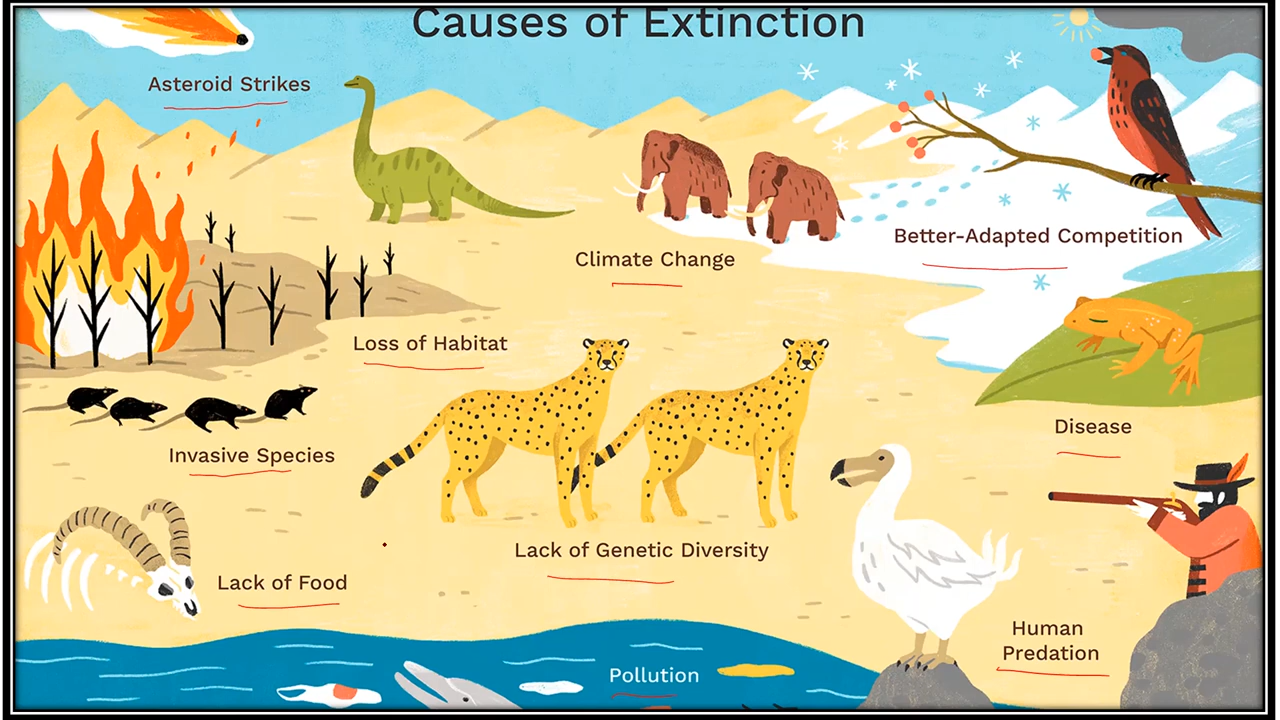 Causes of Extinction
Asteroid Strikes
Better-Adapted Competition
Climate Change
Loss of Habitat
Disease
Invasive Species
Lack of Genetic Diversity
Lack of Food
Human
Predation
Pollution